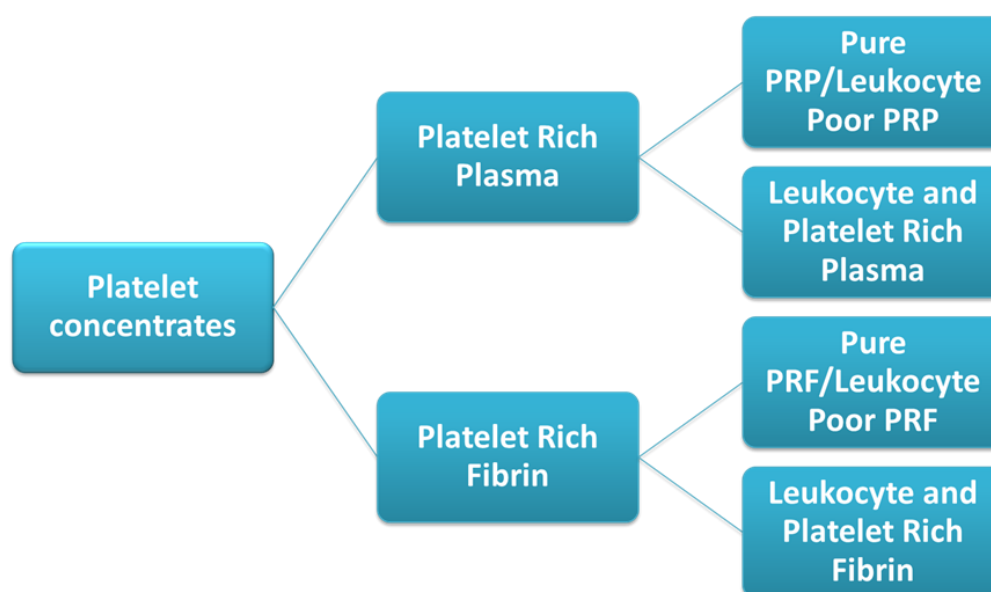 Platelet
concentrates
Platelet Rich
Plasma
Platelet Rich
Fibrin
Pure
PRP/Leukocyte
Poor PRP
Leukocyte and
Platelet Rich
Plasma
Pure
PRF/Leukocyte
Poor PRF
Leukocyte and
Platelet Rich
Fibrin